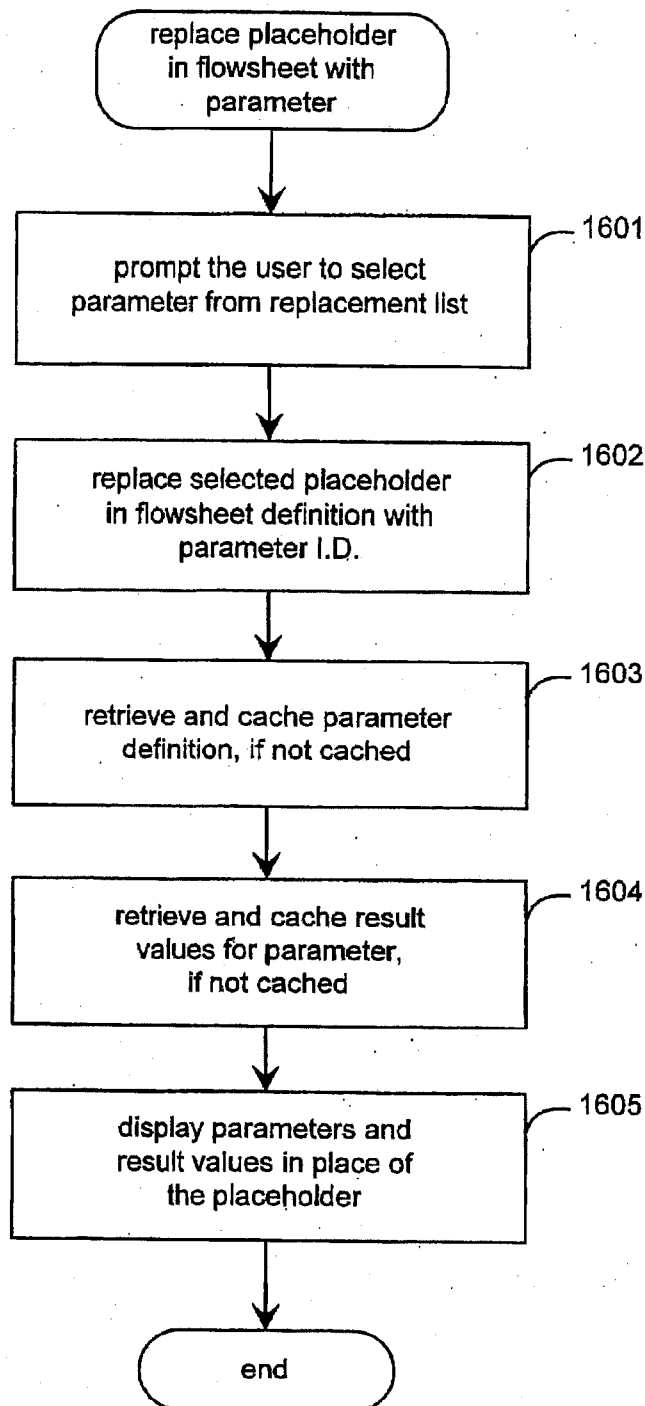 replace placeholder
in flowsheet with
parameter
1601
prompt the user to select
parameter from replacement list
1602
replace selected placeholder
in flowsheet definition with
parameter I.D.
1603
retrieve and cache parameter
definition, if not cached
1604
retrieve and cache result
values for parameter,
if not cached
1605
display parameters and
result values in place of
the placeholder
end